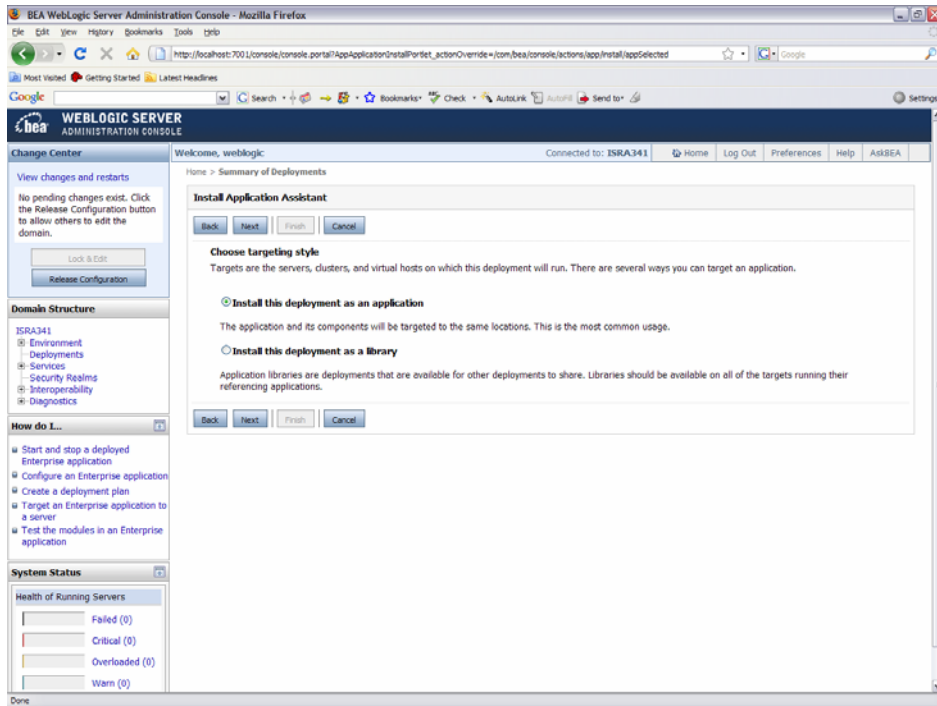 BEA WebLogic Server Administration Console - Mozilla Firefox
File Edit View History Bookmarks Tools Help
http://localhost:7001/console/console.portal?AppApplicationInstallPortlet_actionOverride=/com/bea/console/actions/app/install/appSelected
Google
Most Visited Getting Started Latest Headlines
Google Search Bookmarks Check AutoLink AutoFill Send to Settings
bea WEBLOGIC SERVER
ADMINISTRATION CONSOLE
Change Center
View changes and restarts
No pending changes exist. Click
the Release Configuration button
to allow others to edit the
domain.
Lock & Edit
Release Configuration
Domain Structure
ISRA341
Environment
Deployments
Services
Security Realms
Interoperability
Diagnostics
How do I...
Start and stop a deployed
Enterprise application
Configure an Enterprise application
Create a deployment plan
Target an Enterprise application to
a server
Test the modules in an Enterprise
application
System Status
Health of Running Servers
Failed (0)
Critical (0)
Overloaded (0)
Warn (0)
Welcome, weblogic
Connected to: ISRA341
Home Log Out Preferences Help AskBEA
Home > Summary of Deployments
Install Application Assistant
Back Next Finish Cancel
Choose targeting style
Targets are the servers, clusters, and virtual hosts on which this deployment will run. There are several ways you can target an application.
Install this deployment as an application
The application and its components will be targeted to the same locations. This is the most common usage.
Install this deployment as a library
Application libraries are deployments that are available for other deployments to share. Libraries should be available on all of the targets running their
referencing applications.
Back Next Finish Cancel
Done